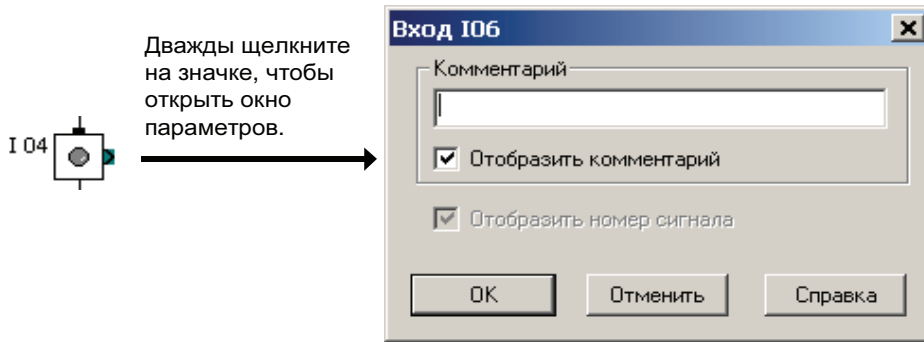 I 04
Дважды щелкните
на значке, чтобы
открыть окно
параметров.
Вход I06
Комментарий
Отобразить комментарий
Отобразить номер сигнала
OK
Отменить
Справка